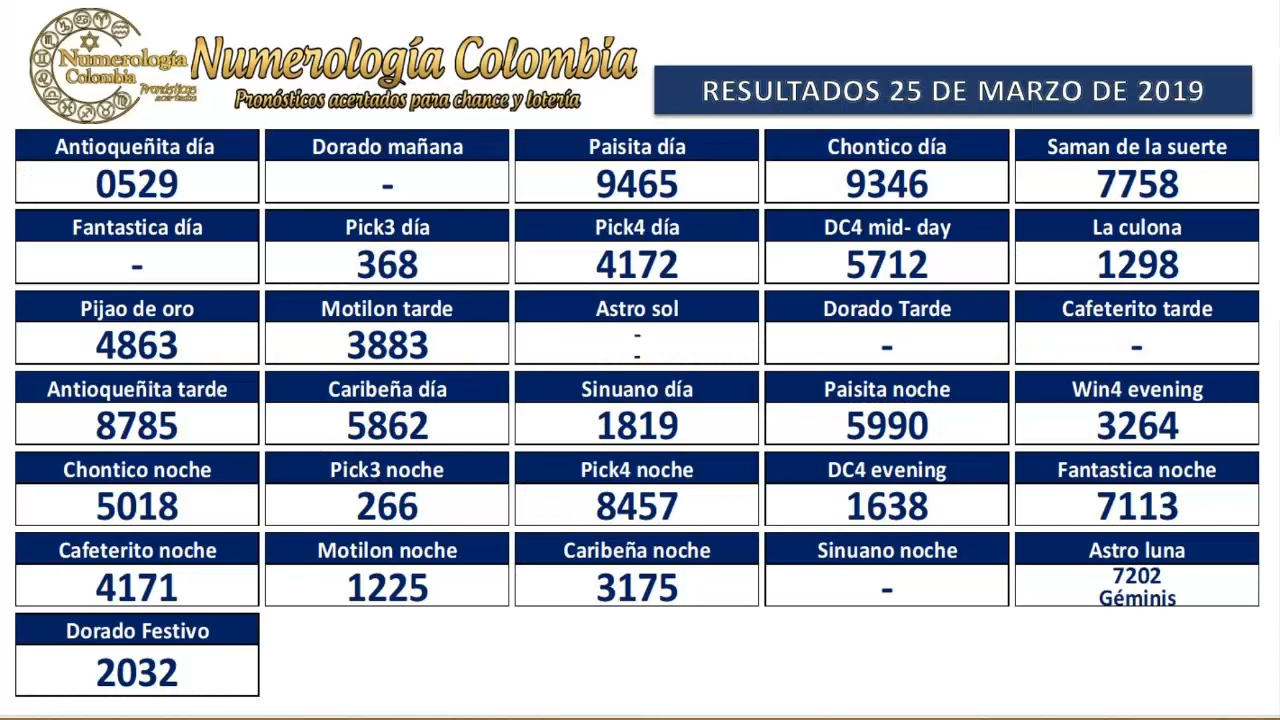 Numerología
Colombia
Pronósticos
Numerología Colombia
Pronósticos acertados para chance y lotería
RESULTADOS 25 DE MARZO DE 2019
Antioqueñita día Dorado mañana Paisita día Chontico día Saman de la suerte
0529 - 9465 9346 7758
Fantastica día Pick3 día Pick4 día DC4 mid- day La culona
- 368 4172 5712 1298
Pijao de oro Motilon tarde Astro sol Dorado Tarde Cafeterito tarde
4863 3883 - - -
-
Antioqueñita tarde Caribeña día Sinuano día Paisita noche Win4 evening
8785 5862 1819 5990 3264
Chontico noche Pick3 noche Pick4 noche DC4 evening Fantastica noche
5018 266 8457 1638 7113
Cafeterito noche Motilon noche Caribeña noche Sinuano noche Astro luna
4171 1225 3175 - 7202
Géminis
Dorado Festivo
2032